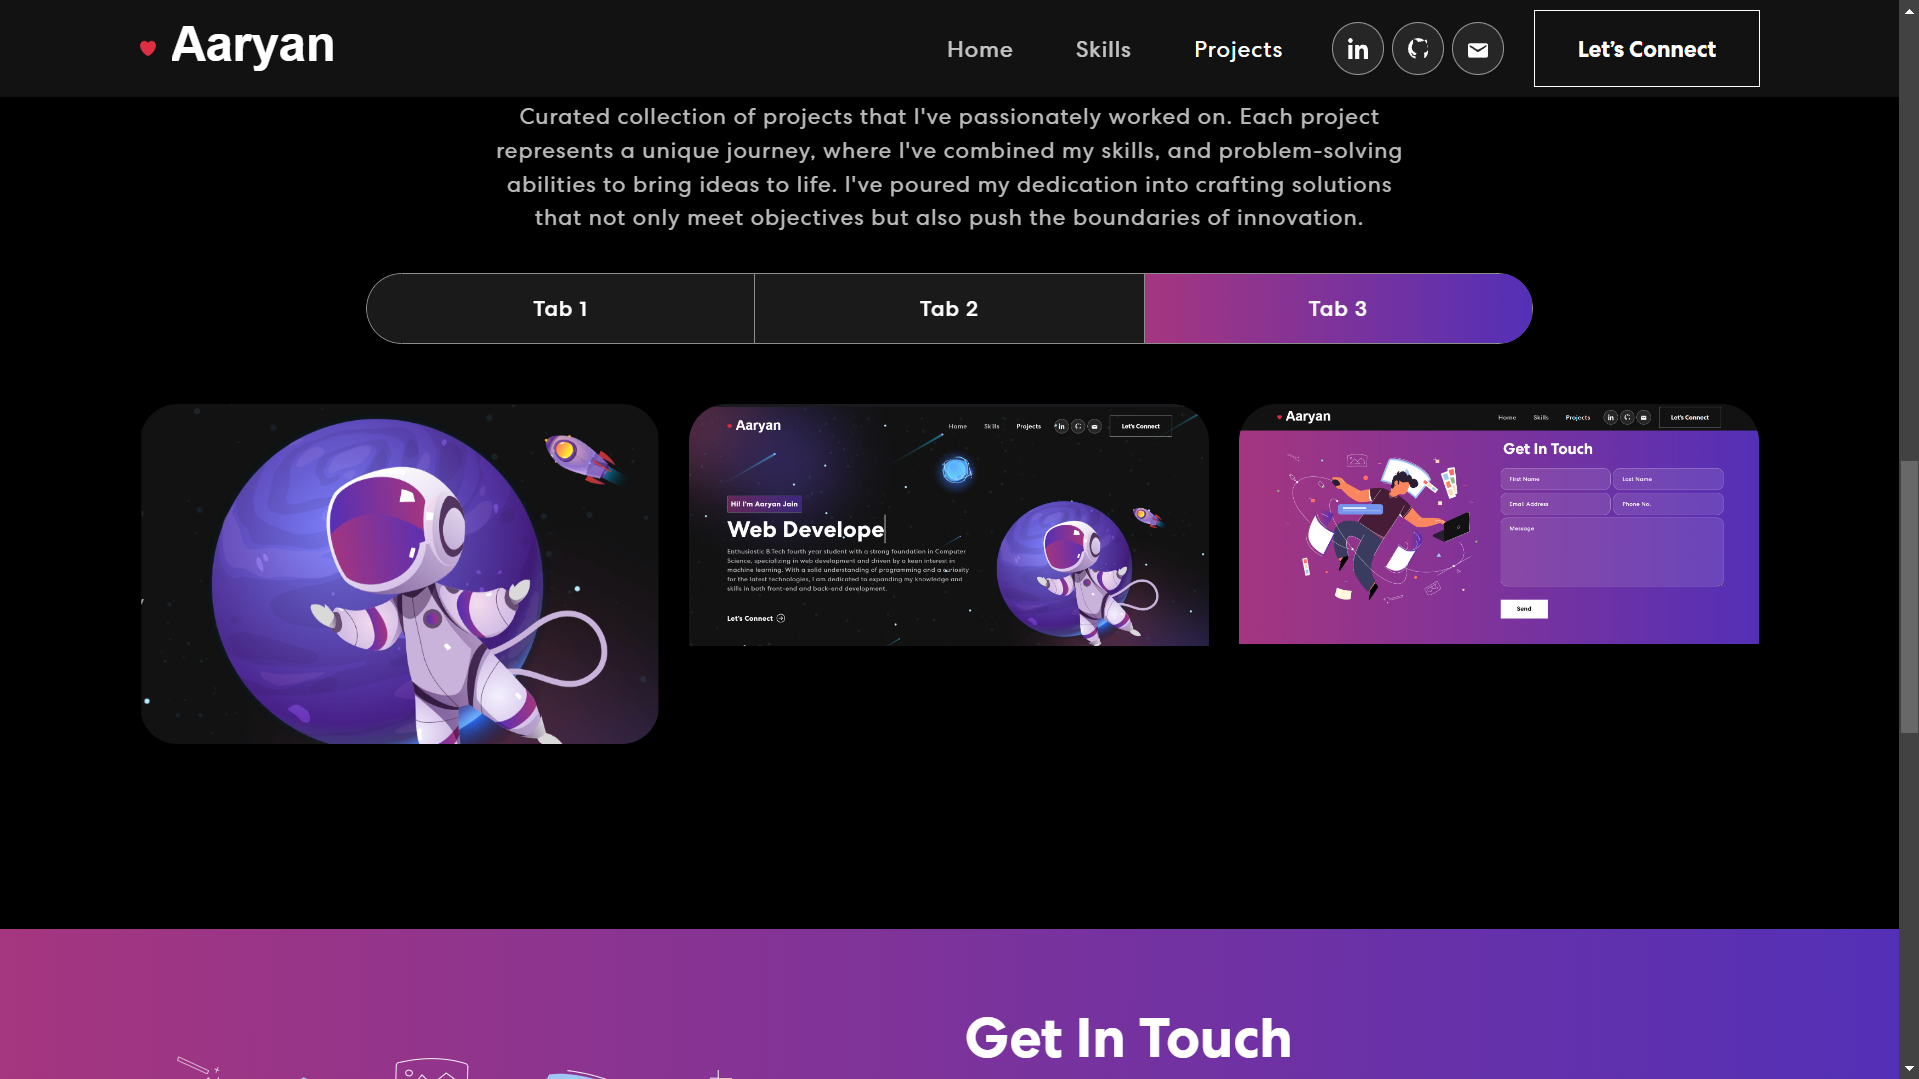 Aaryan
Home
Skills
Projects
Let's Connect
Curated collection of projects that I've passionately worked on. Each project
represents a unique journey, where I've combined my skills, and problem-solving
abilities to bring ideas to life. I've poured my dedication into crafting solutions
that not only meet objectives but also push the boundaries of innovation.
Tab 1
Tab 2
Tab 3
Aaryan
Home
Skills
Projects
Let's Connect
Hi! I'm Aaryan Jain
Web Develope
Enthusiastic B.Tech fourth year student with a strong foundation in Computer
Science, specializing in web development and driven by a keen interest in
machine learning. With a solid understanding of programming and a curiosity
for the latest technologies, I am dedicated to expanding my knowledge and
skills in both front-end and back-end development.
Let's Connect
Aaryan
Home
Skills
Projects
Let's Connect
Get In Touch
First Name
Last Name
Email Address
Phone No.
Message
Send
Get In Touch